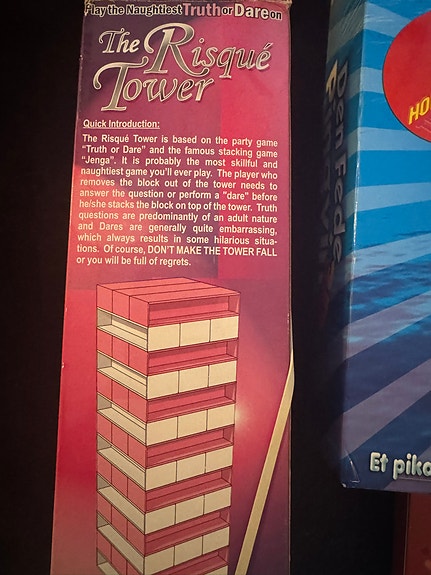 Play the Naughtiest Truth or Dare on
The Risqué
Tower
Quick Introduction:
The Risqué Tower is based on the party game
"Truth or Dare" and the famous stacking game
"Jenga". It is probably the most skillful and
naughtiest game you'll ever play. The player who
removes the block out of the tower needs to
answer the question or perform a "dare" before
he/she stacks the block on top of the tower. Truth
questions are predominantly of an adult nature
and Dares are generally quite embarrassing,
which always results in some hilarious situa-
tions. Of course, DON'T MAKE THE TOWER FALL
or you will be full of regrets.
Den Fede
HO
Et piko